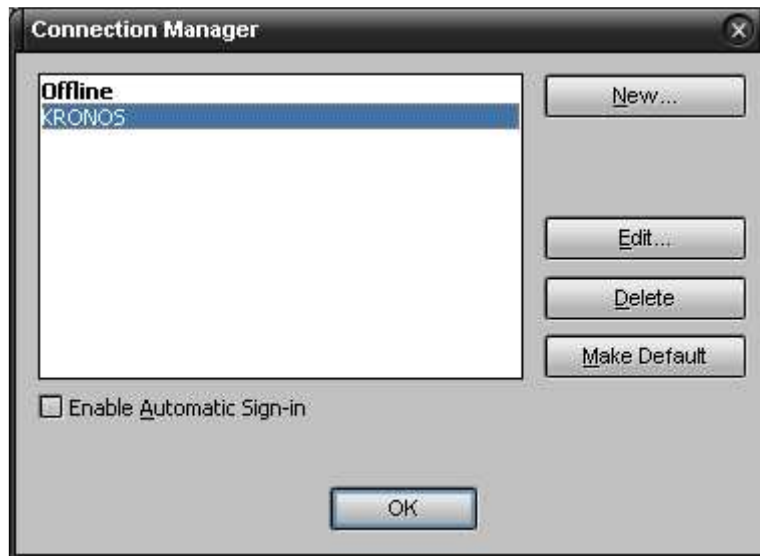 Connection Manager
Offline
KRONOS
New...
Edit...
Delete
Make Default
Enable Automatic Sign-in
OK